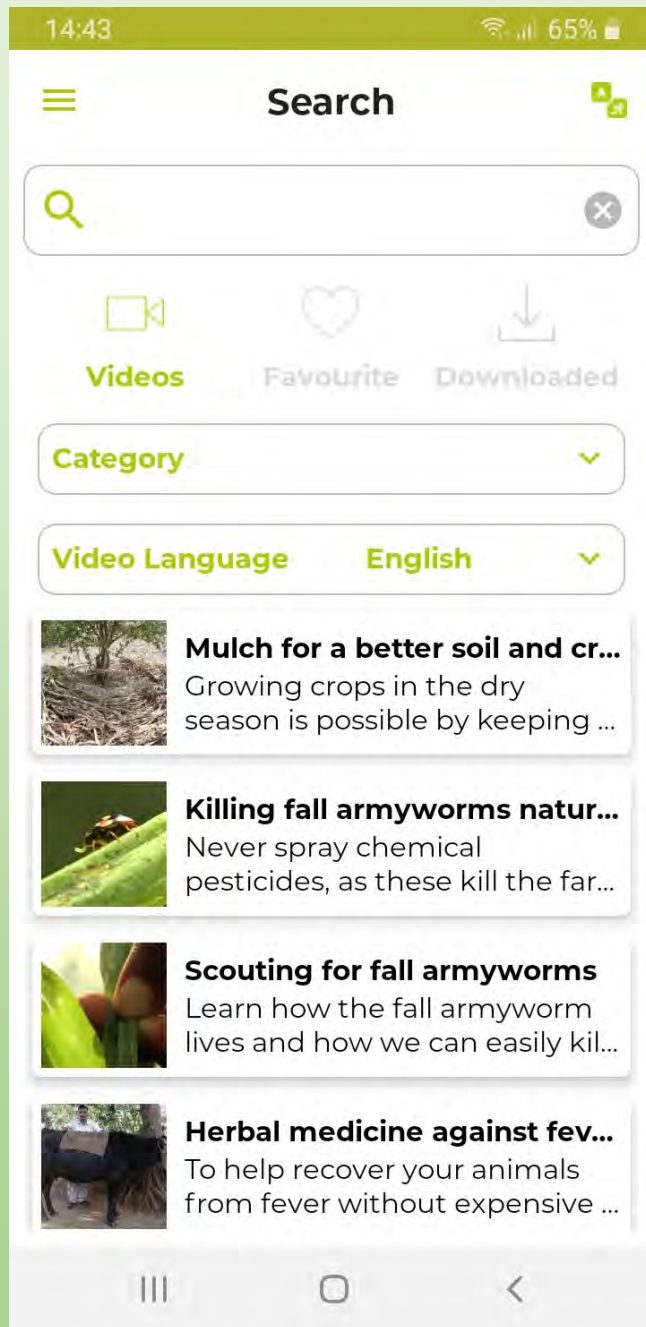 14:43 65%
Search
Videos Favourite Downloaded
Category
Video Language English
Mulch for a better soil and cr...
Growing crops in the dry
season is possible by keeping ...
Killing fall armyworms natur...
Never spray chemical
pesticides, as these kill the far...
Scouting for fall armyworms
Learn how the fall armyworm
lives and how we can easily kil...
Herbal medicine against fev...
To help recover your animals
from fever without expensive ...